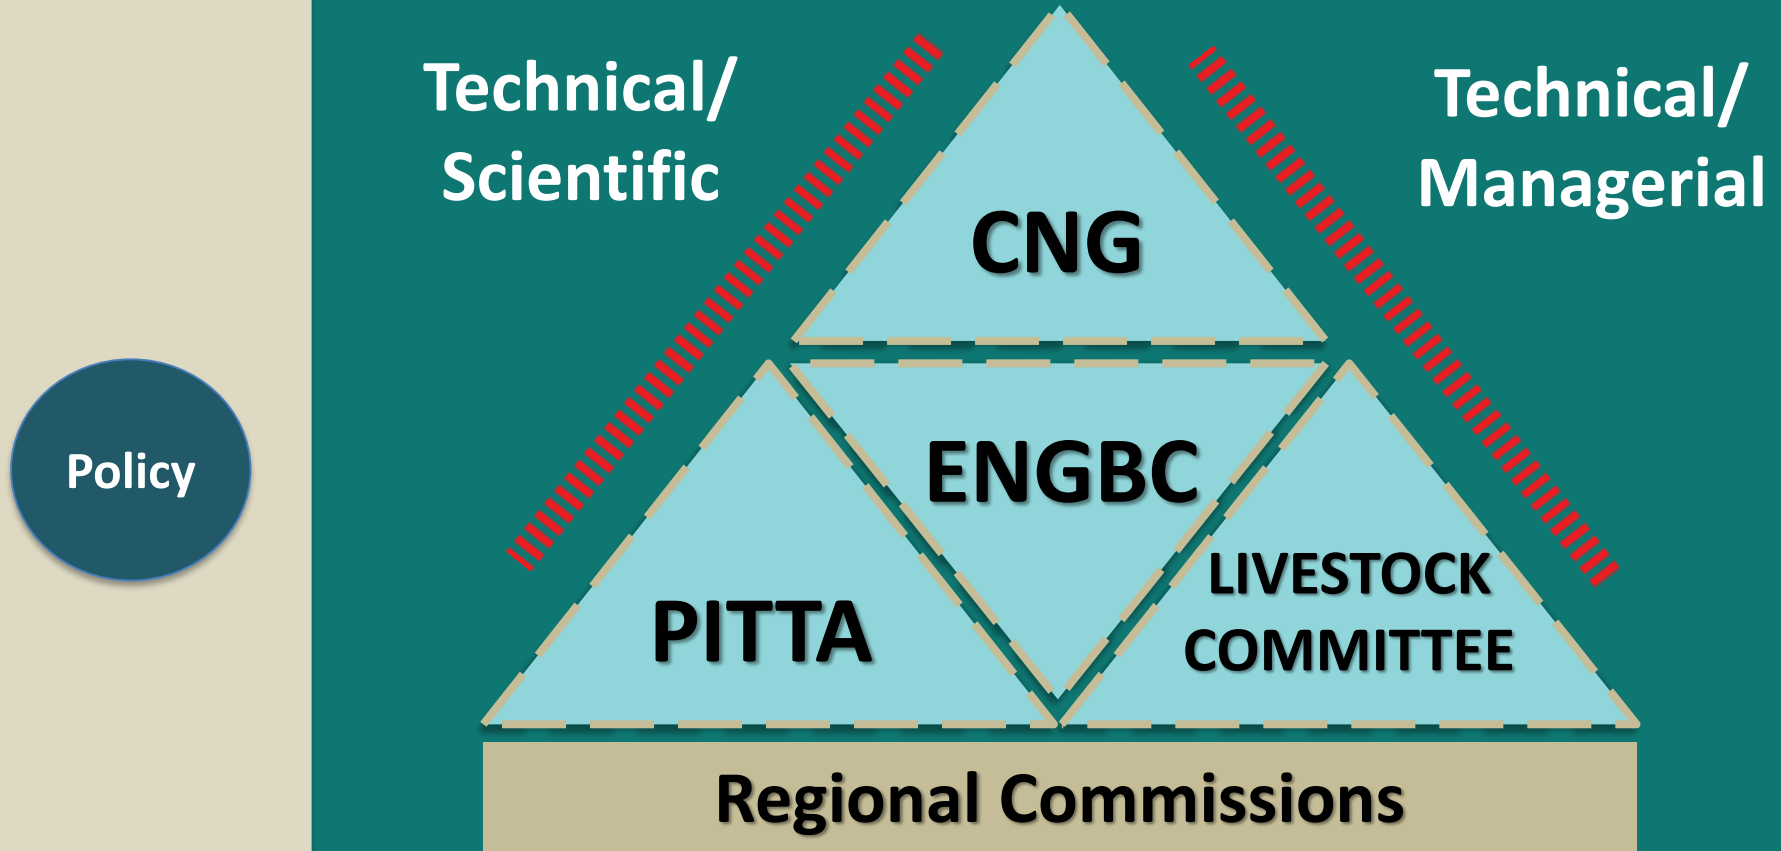 Technical/
Scientific
Technical/
Managerial
CNG
ENGBC
Policy
PITTA
LIVESTOCK
COMMITTEE
Regional Commissions